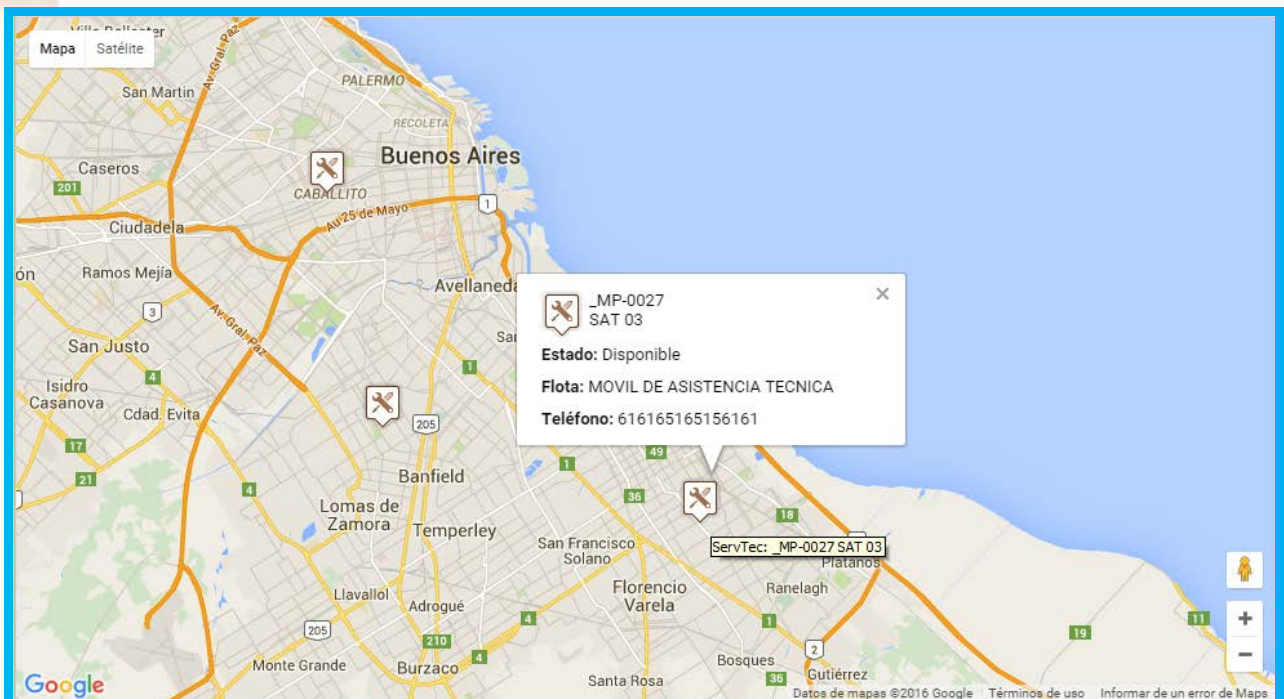 Mapa Satélite
Villa Ballester
Av. Gral. Paz
San Martin
PALERMO
RECOLETA
Buenos Aires
Caseros
201
CABALLITO
Au 25 de Mayo
1
Ciudadela
Ramos Mejía
Avellaneda
3
Av. Gral. Paz
San Justo
_MP-0027
SAT 03
Estado: Disponible
Flota: MOVIL DE ASISTENCIA TECNICA
Teléfono: 616165165156161
1
4
Isidro
Casanova
Cdad. Evita
205
17
49
21
Banfield
1
4
36
Lomas de
Zamora
Temperley
18
San Francisco
Solano
ServTec: _MP-0027 SAT 03
Platanos
Florencio
Varela
Ranelagh
Llavallol
Adrogué
4
1
11
205
210
19
2
Monte Grande
Burzaco
4
Bosques
Gutiérrez
Santa Rosa
36
Google
Datos de mapas ©2016 Google Términos de uso Informar de un error de Maps